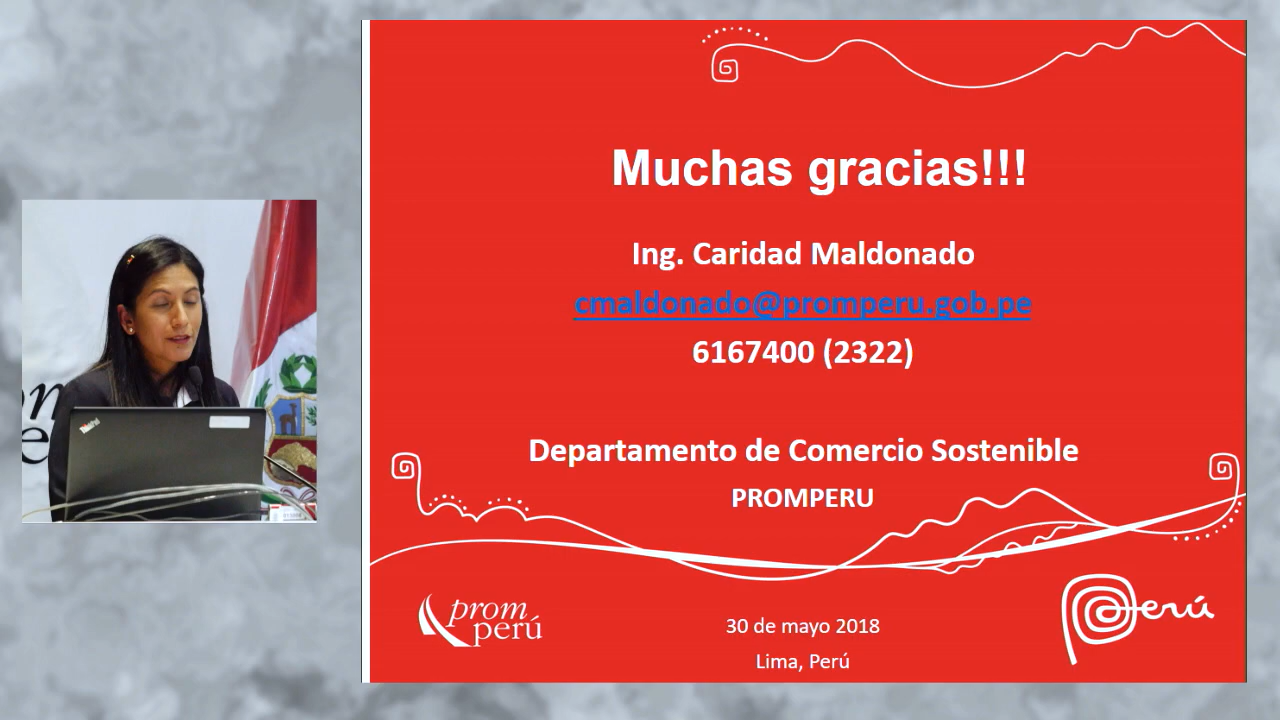 Muchas gracias!!!
Ing. Caridad Maldonado
cmaldonado@promperu.gob.pe
6167400 (2322)
Departamento de Comercio Sostenible
PROMPERU
30 de mayo 2018
Lima, Perú
prom
perú
Perú
ThinkPad